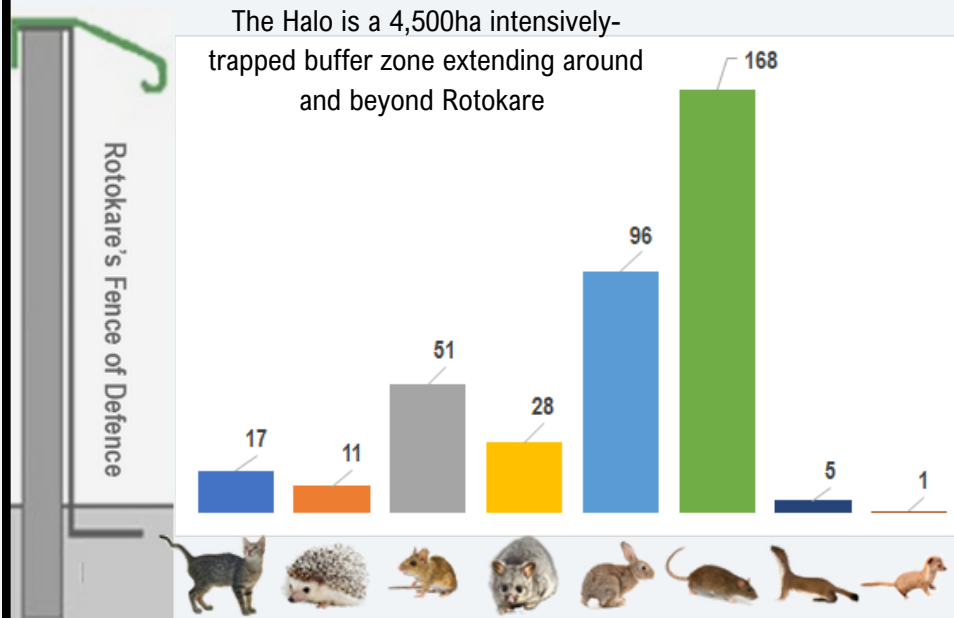 The Halo is a 4,500ha intensively-
trapped buffer zone extending around
and beyond Rotokare
Rotokare's Fence of Defence
17
11
51
28
96
168
5
1